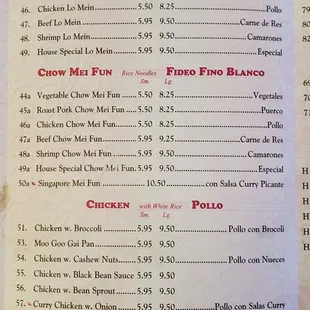 46. Chicken Lo Mein 5.50 8.25 Pollo 79
47. Beef Lo Mein 5.95 9.50 Carne de Res 80
48. Shrimp Lo Mein 5.95 9.50 Camarones 82
49. House Special Lo Mein 5.95 9.50 Especial
Chow Mei Fun Rice Noodles Fideo Fino Blanco
Sm. Lg.
44a Vegetable Chow Mei Fun 5.50 8.25 Vegetales 69
45a Roast Pork Chow Mei Fun 5.50 8.25 Puerco
46a Chicken Chow Mei Fun 5.50 8.25 Pollo
47a Beef Chow Mei Fun 5.95 9.25 Carne de Res
48a Shrimp Chow Mei Fun 5.95 9.50 Camarones
49a House Special Chow Mei Fun 5.95 9.50 Especial
50a Singapore Mei Fun 10.50 con Salsa Curry Picante
Chicken with White Rice Pollo
Sm. Lg.
51. Chicken w. Broccoli 5.95 9.50 Pollo con Brocoli
53. Moo Goo Gai Pan 5.95 9.50
54. Chicken w. Cashew Nuts 5.95 9.50 Pollo con Nueces
55. Chicken w. Black Bean Sauce 5.95 9.50
56. Chicken w. Bean Sprout 5.95 9.50
57. Curry Chicken w. Onion 5.95 9.50 Pollo con Salas Curry